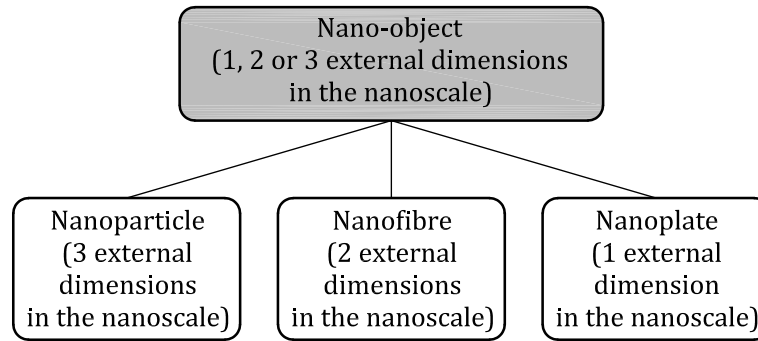 Nano-object
(1, 2 or 3 external dimensions
in the nanoscale)
Nanoparticle
(3 external
dimensions
in the nanoscale)
Nanofibre
(2 external
dimensions
in the nanoscale)
Nanoplate
(1 external
dimension
in the nanoscale)